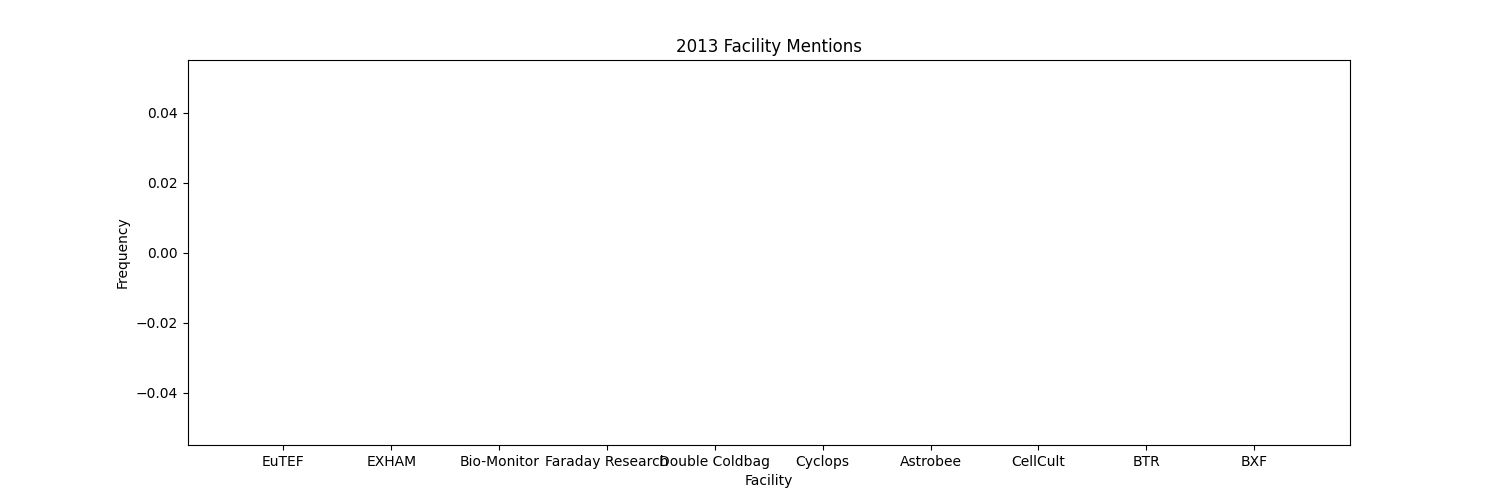 2013 Facility Mentions
0.04
0.02
0.00
−0.02
−0.04
Frequency
EuTEF EXHAM Bio-Monitor Faraday Research Double Coldbag Cyclops Astrobee CellCult BTR BXF
Facility